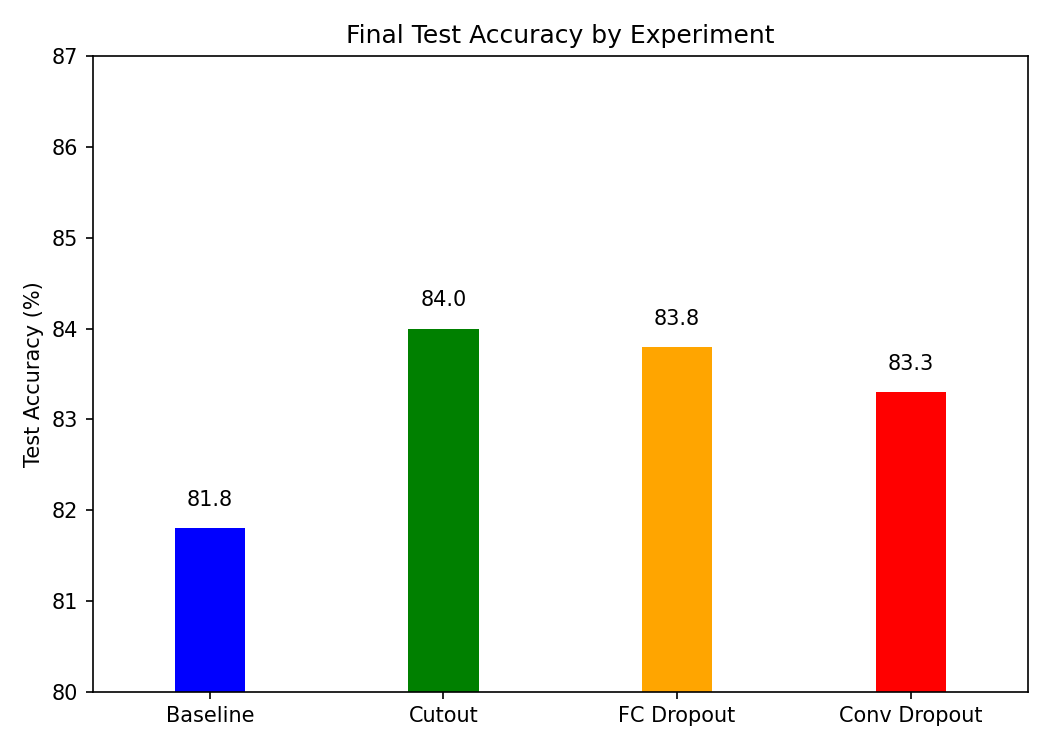 Final Test Accuracy by Experiment
Test Accuracy (%)
87
86
85
84
83
82
81
80
81.8
84.0
83.8
83.3
Baseline
Cutout
FC Dropout
Conv Dropout